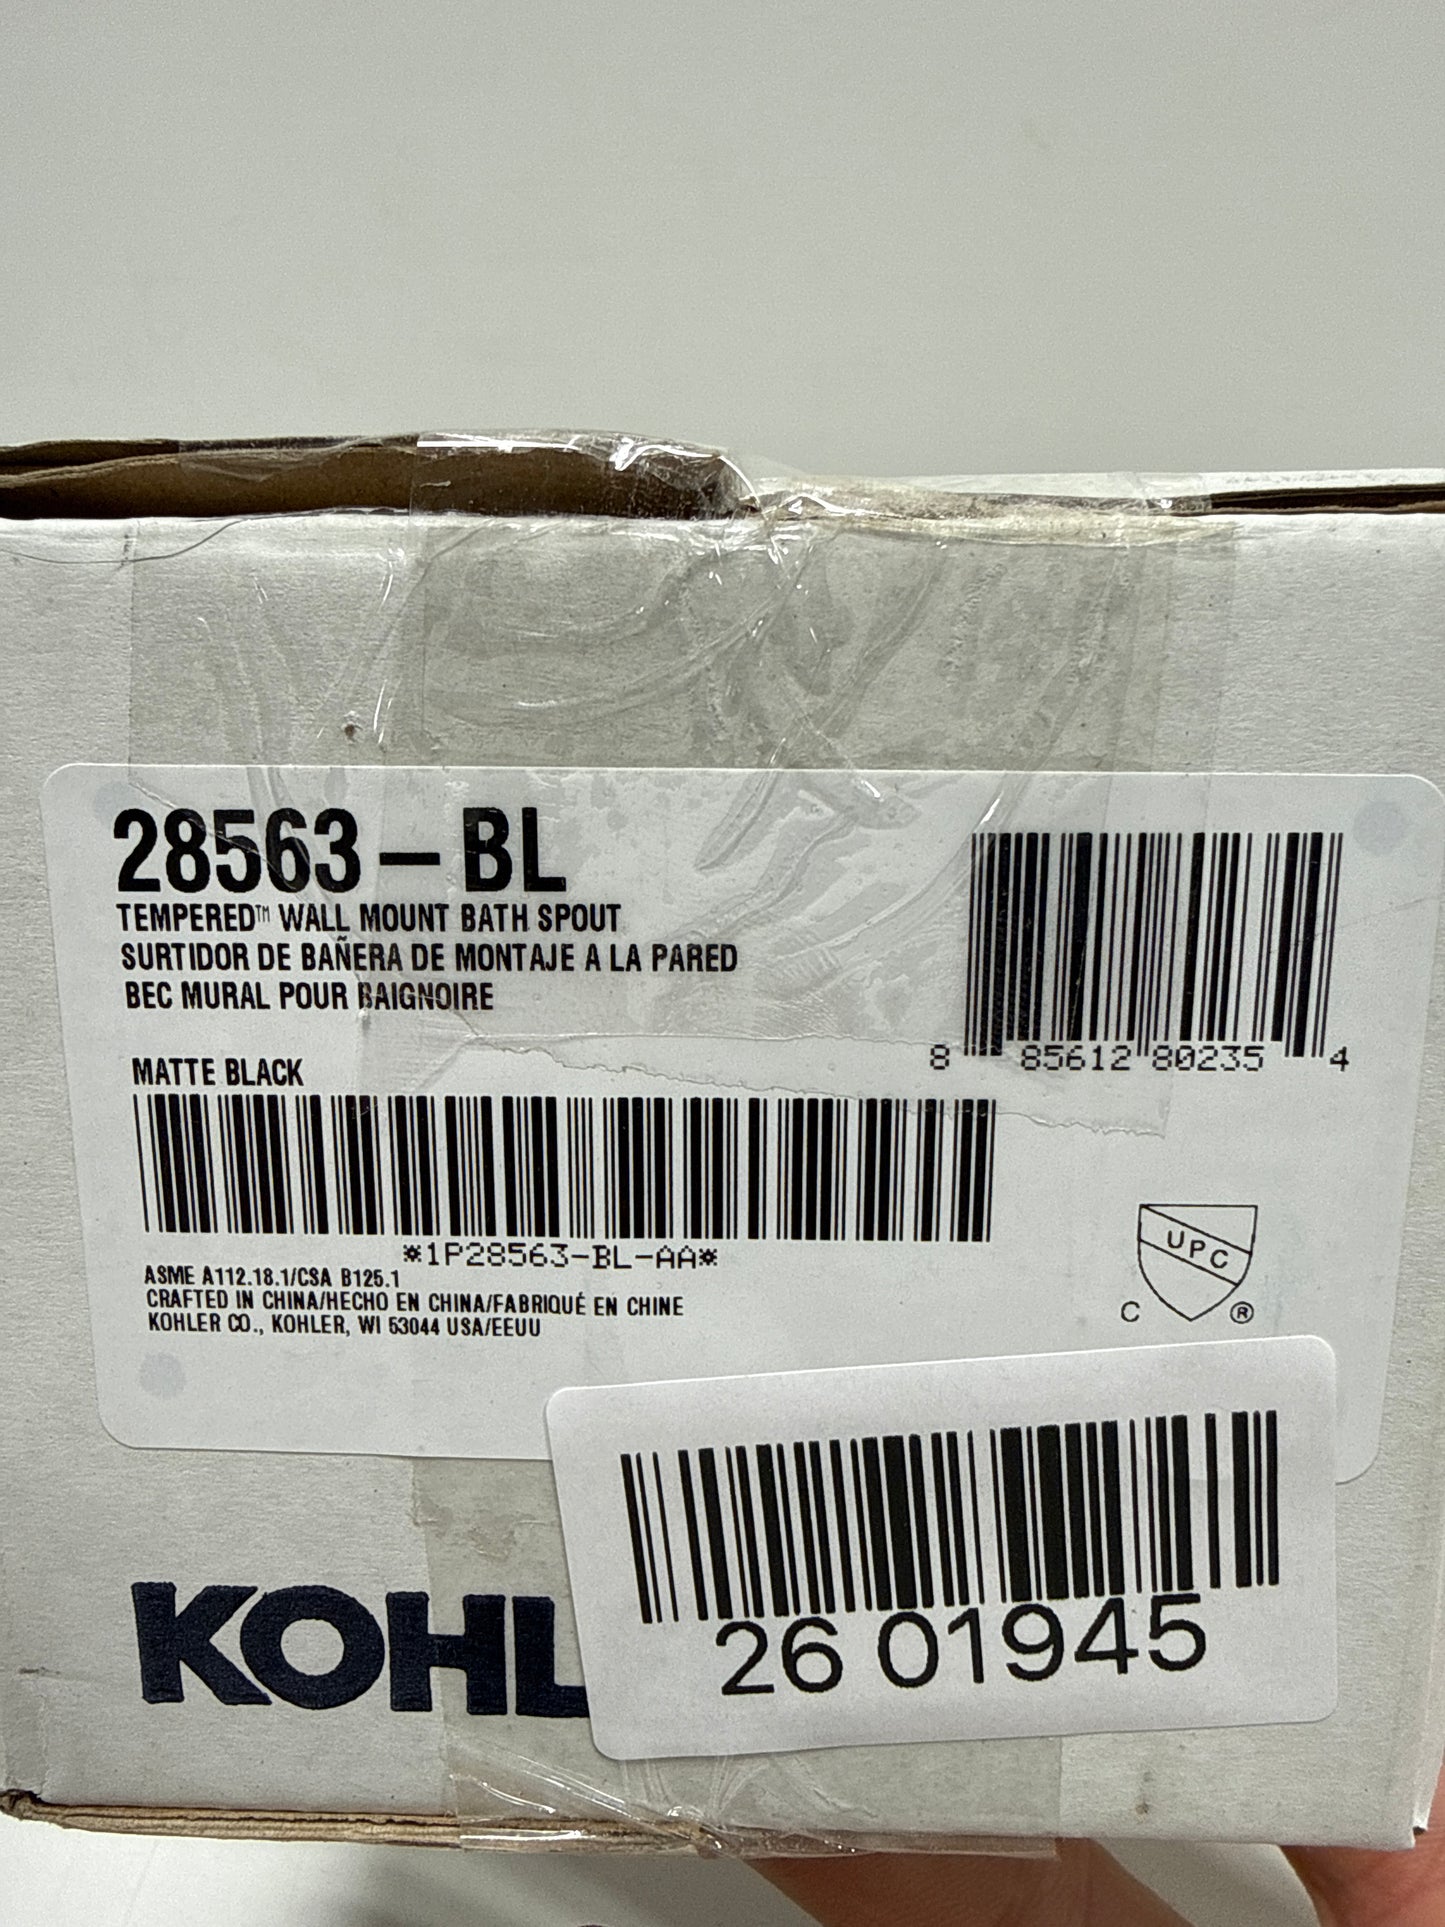 28563-BL
TEMPERED™ WALL MOUNT BATH SPOUT
SURTIDOR DE BAÑERA DE MONTAJE A LA PARED
BEC MURAL POUR BAIGNOIRE
8 85612 80235 4
MATTE BLACK
*1P28563-BL-AA*
ASME A112.18.1/CSA B125.1
CRAFTED IN CHINA/HECHO EN CHINA/FABRIQUÉ EN CHINE
KOHLER CO., KOHLER, WI 53044 USA/EEUU
UPC
C ®
KOHL
26 01945